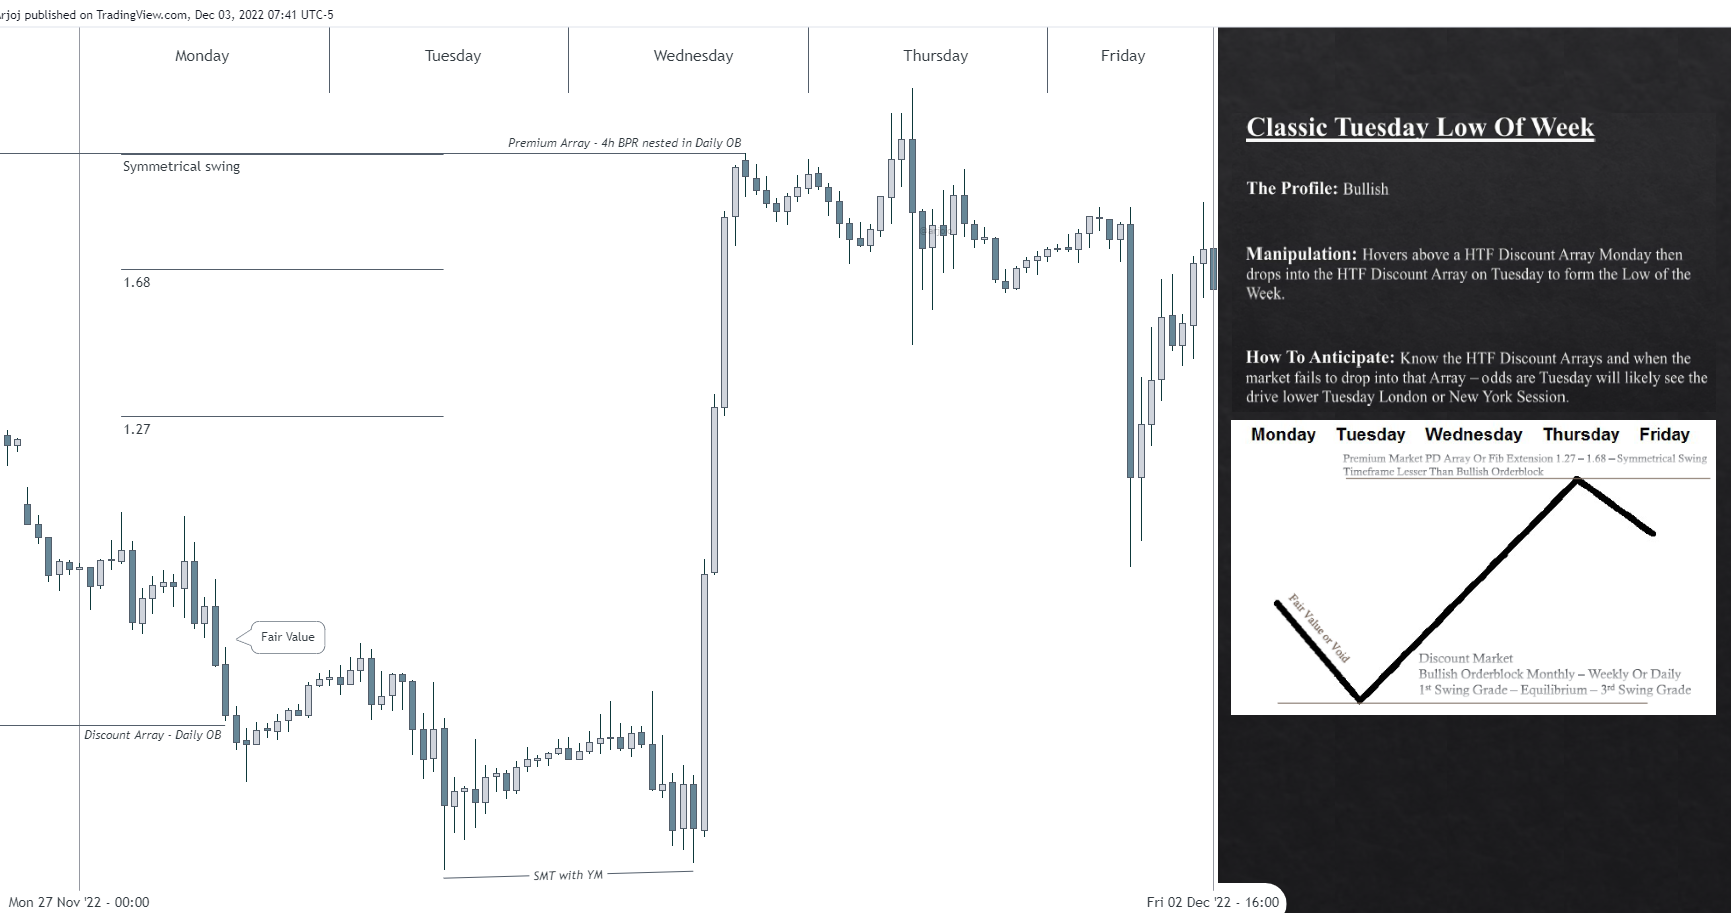 rjoj published on TradingView.com, Dec 03, 2022 07:41 UTC-5
Monday
Tuesday
Wednesday
Thursday
Friday
Premium Array - 4h BPR nested in Daily OB
Symmetrical swing
1.68
1.27
Fair Value
Discount Array - Daily OB
SMT with YM
Mon 27 Nov '22 - 00:00
Fri 02 Dec '22 - 16:00
Classic Tuesday Low Of Week
The Profile: Bullish
Manipulation: Hovers above a HTF Discount Array Monday then
drops into the HTF Discount Array on Tuesday to form the Low of the
Week.
How To Anticipate: Know the HTF Discount Arrays and when the
market fails to drop into that Array – odds are Tuesday will likely see the
drive lower Tuesday London or New York Session.
Monday Tuesday Wednesday Thursday Friday
Premium Market PD Array Or Fib Extension 1.27 – 1.68 – Symmetrical Swing
Timeframe Lesser Than Bullish Orderblock
Fair Value or Void
Discount Market
Bullish Orderblock Monthly – Weekly Or Daily
1st Swing Grade – Equilibrium – 3rd Swing Grade